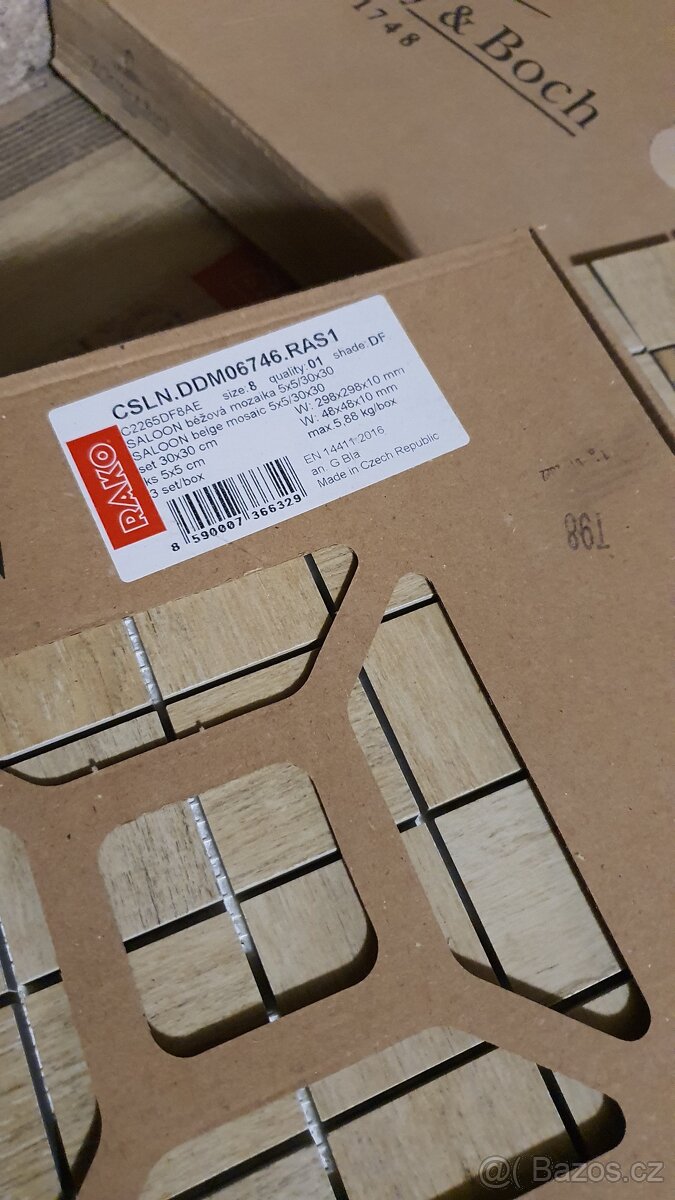 & Boch
1748
CSLN.DDM06746.RAS1
C2265DF8AE size:8 quality:01 shade:DF
SALOON béžová mozaika 5x5/30x30
SALOON beige mosaic 5x5/30x30
set 30x30 cm W: 298x298x10 mm
ks 5x5 cm W: 48x48x10 mm
3 set/box max.5,88 kg/box
RAKO
EN 14411:2016
an. G BIa
Made in Czech Republic
8 590007 366329
T98
@( Bazos.cz